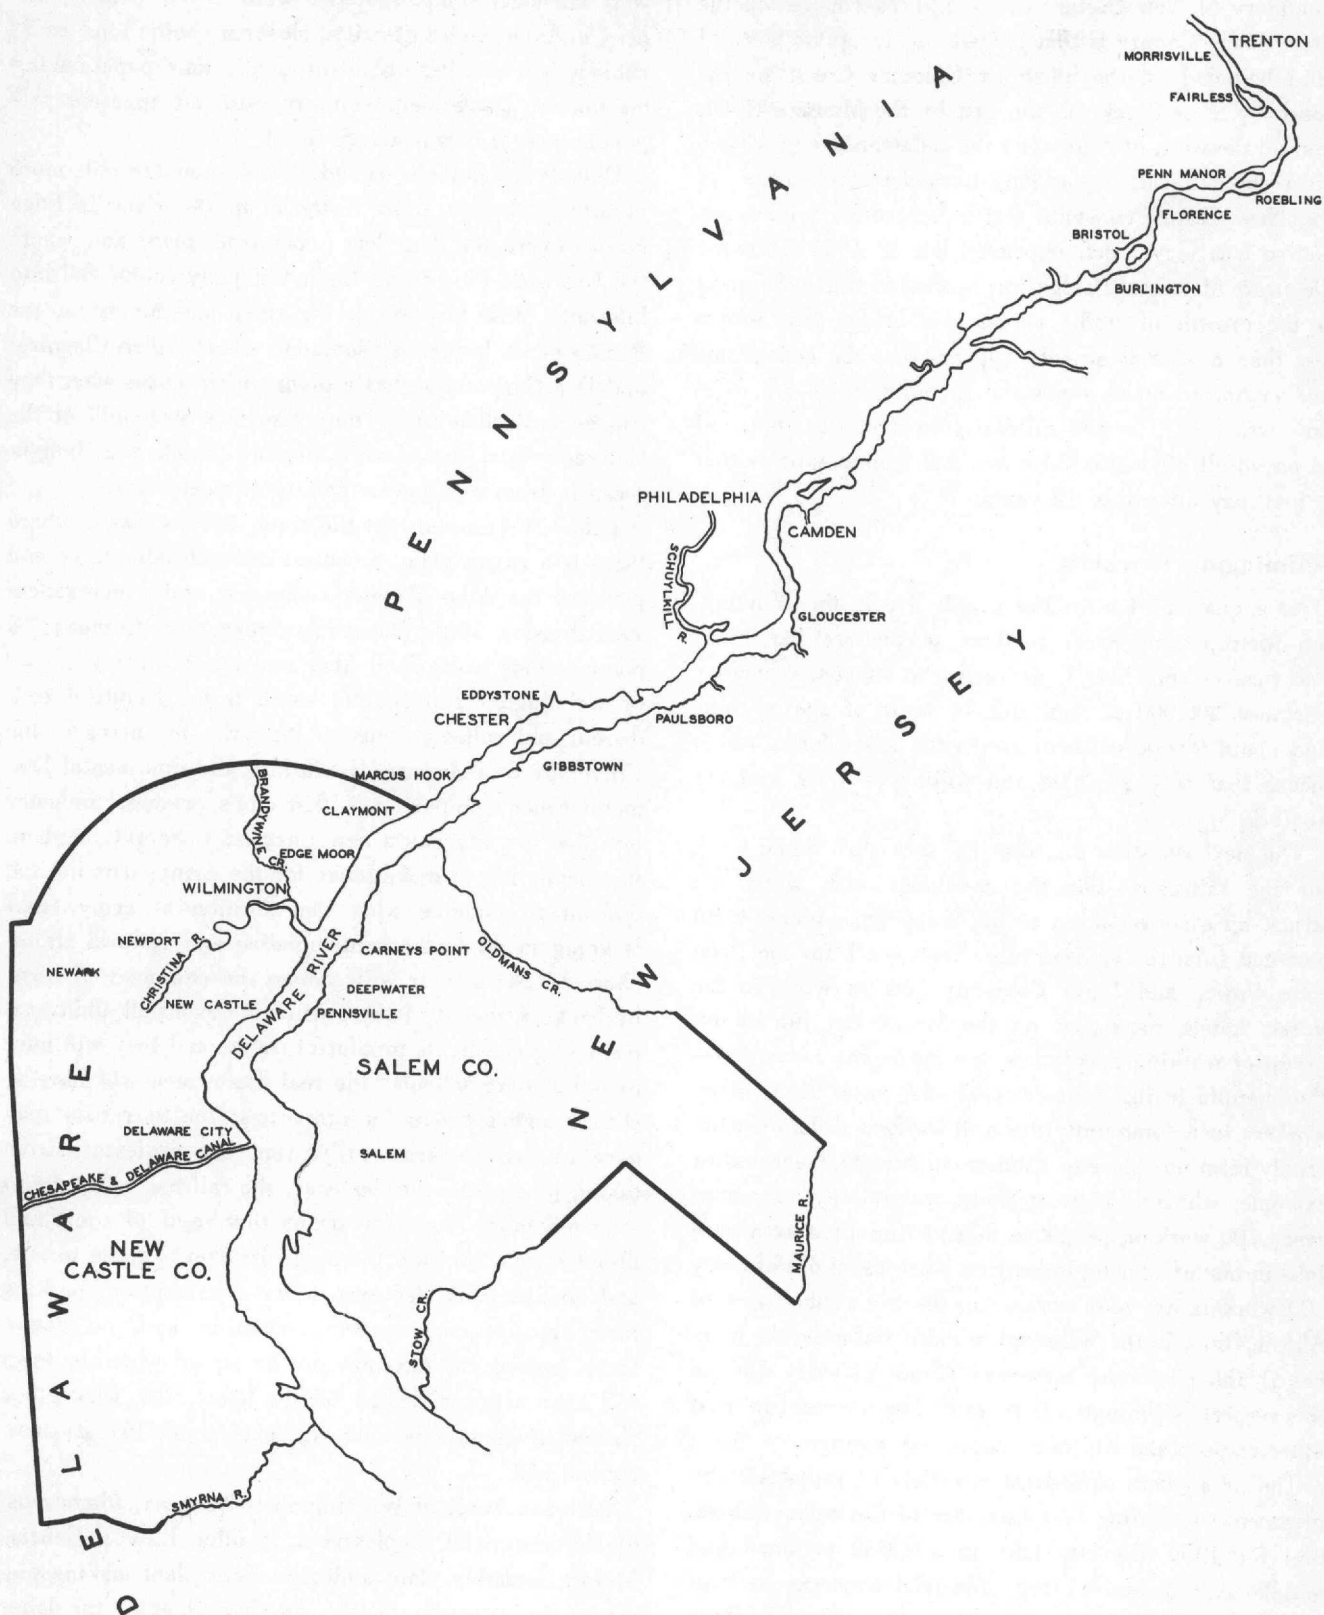 TRENTON
MORRISVILLE
FAIRLESS
PENN MANOR
ROEBLING
FLORENCE
BRISTOL
BURLINGTON
PENNSYLVANIA
PHILADELPHIA
CAMDEN
SCHUYLKILL R.
GLOUCESTER
NEW JERSEY
EDDYSTONE
CHESTER
PAULSBORO
GIBBSTOWN
MARCUS HOOK
CLAYMONT
BRANDYWINE CR.
EDGE MOOR
WILMINGTON
NEWPORT
NEWARK
CHRISTINA R.
NEW CASTLE
DELAWARE RIVER
CARNEYS POINT
OLDMANS CR.
DEEPWATER
PENNSVILLE
SALEM CO.
DELAWARE CITY
CHESAPEAKE & DELAWARE CANAL
SALEM
MAURICE R.
NEW
CASTLE CO.
STOW CR.
SMYRNA R.
DELAWARE